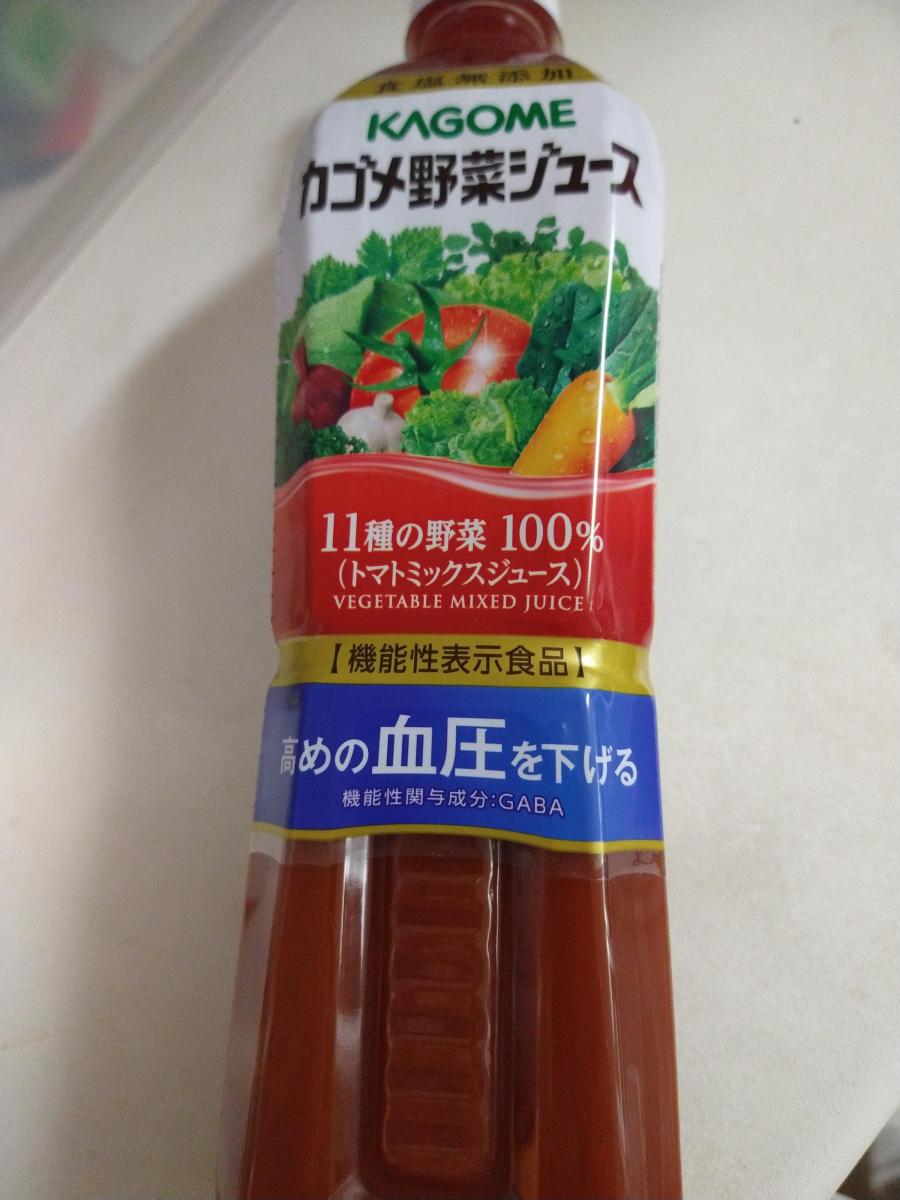 食塩無添加
KAGOME
カゴメ野菜ジュース
11種の野菜 100%
(トマトミックスジュース)
VEGETABLE MIXED JUICE
【機能性表示食品】
高めの血圧を下げる
機能性関与成分:GABA